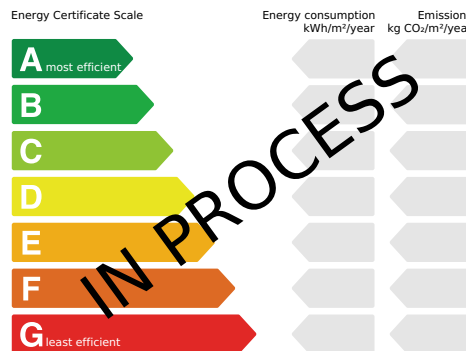 Energy Certificate Scale
Energy consumption
kWh/m²/year
Emission
kg CO₂/m²/year
A most efficient
B
C
D
E
F
G least efficient
IN PROCESS